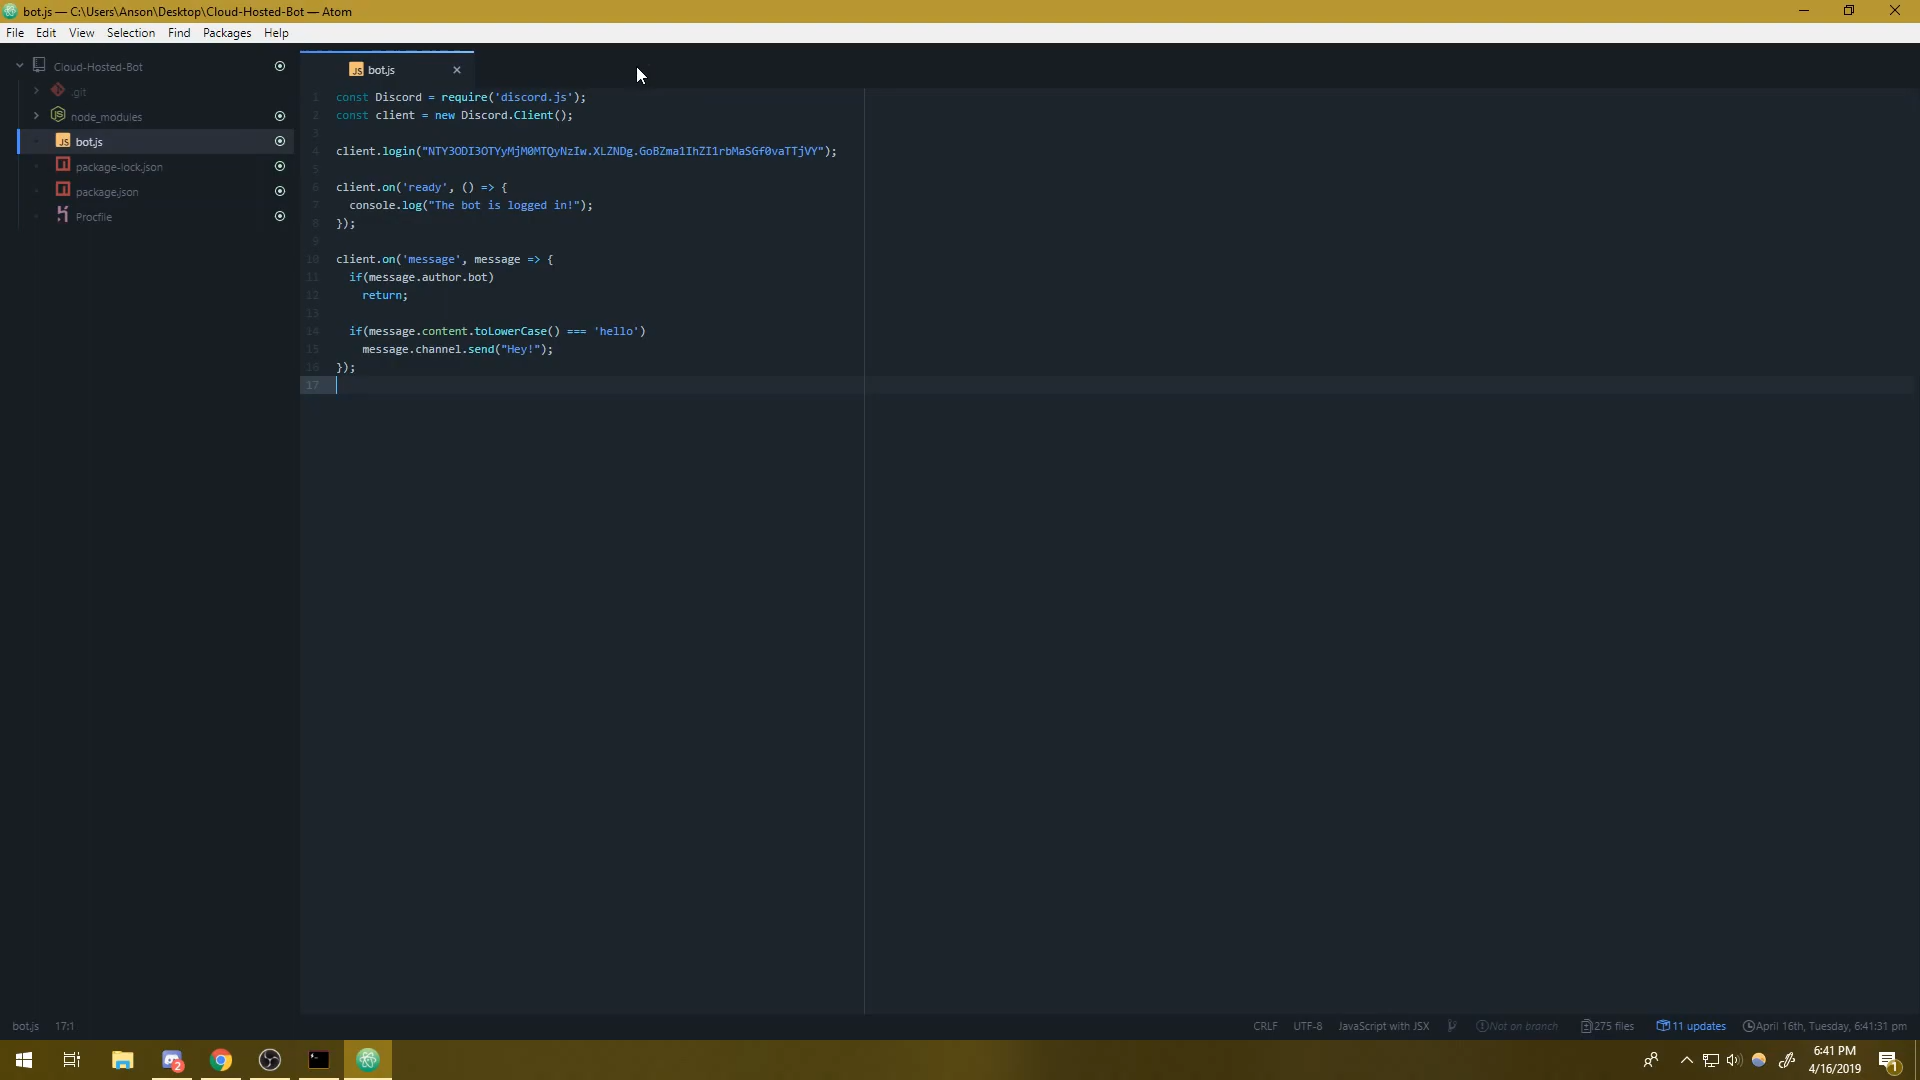 bot.js — C:\Users\Anson\Desktop\Cloud-Hosted-Bot — Atom
File Edit View Selection Find Packages Help
Cloud-Hosted-Bot
.git
node_modules
bot.js
package-lock.json
package.json
Procfile
bot.js
1 const Discord = require('discord.js');
2 const client = new Discord.Client();
3
4 client.login("NTY3ODI3OTYyMjM0MTQyNzIw.XLZNDg.GoBZma1IhZI1rbMaSGf0vaTTjVY");
5
6 client.on('ready', () => {
7 console.log("The bot is logged in!");
8 });
9
10 client.on('message', message => {
11 if(message.author.bot)
12 return;
13
14 if(message.content.toLowerCase() === 'hello')
15 message.channel.send("Hey!");
16 });
17
bot.js 17:1
CRLF UTF-8 JavaScript with JSX Not on branch 275 files 11 updates April 16th, Tuesday, 6:41:31 pm
2
6:41 PM
4/16/2019
1